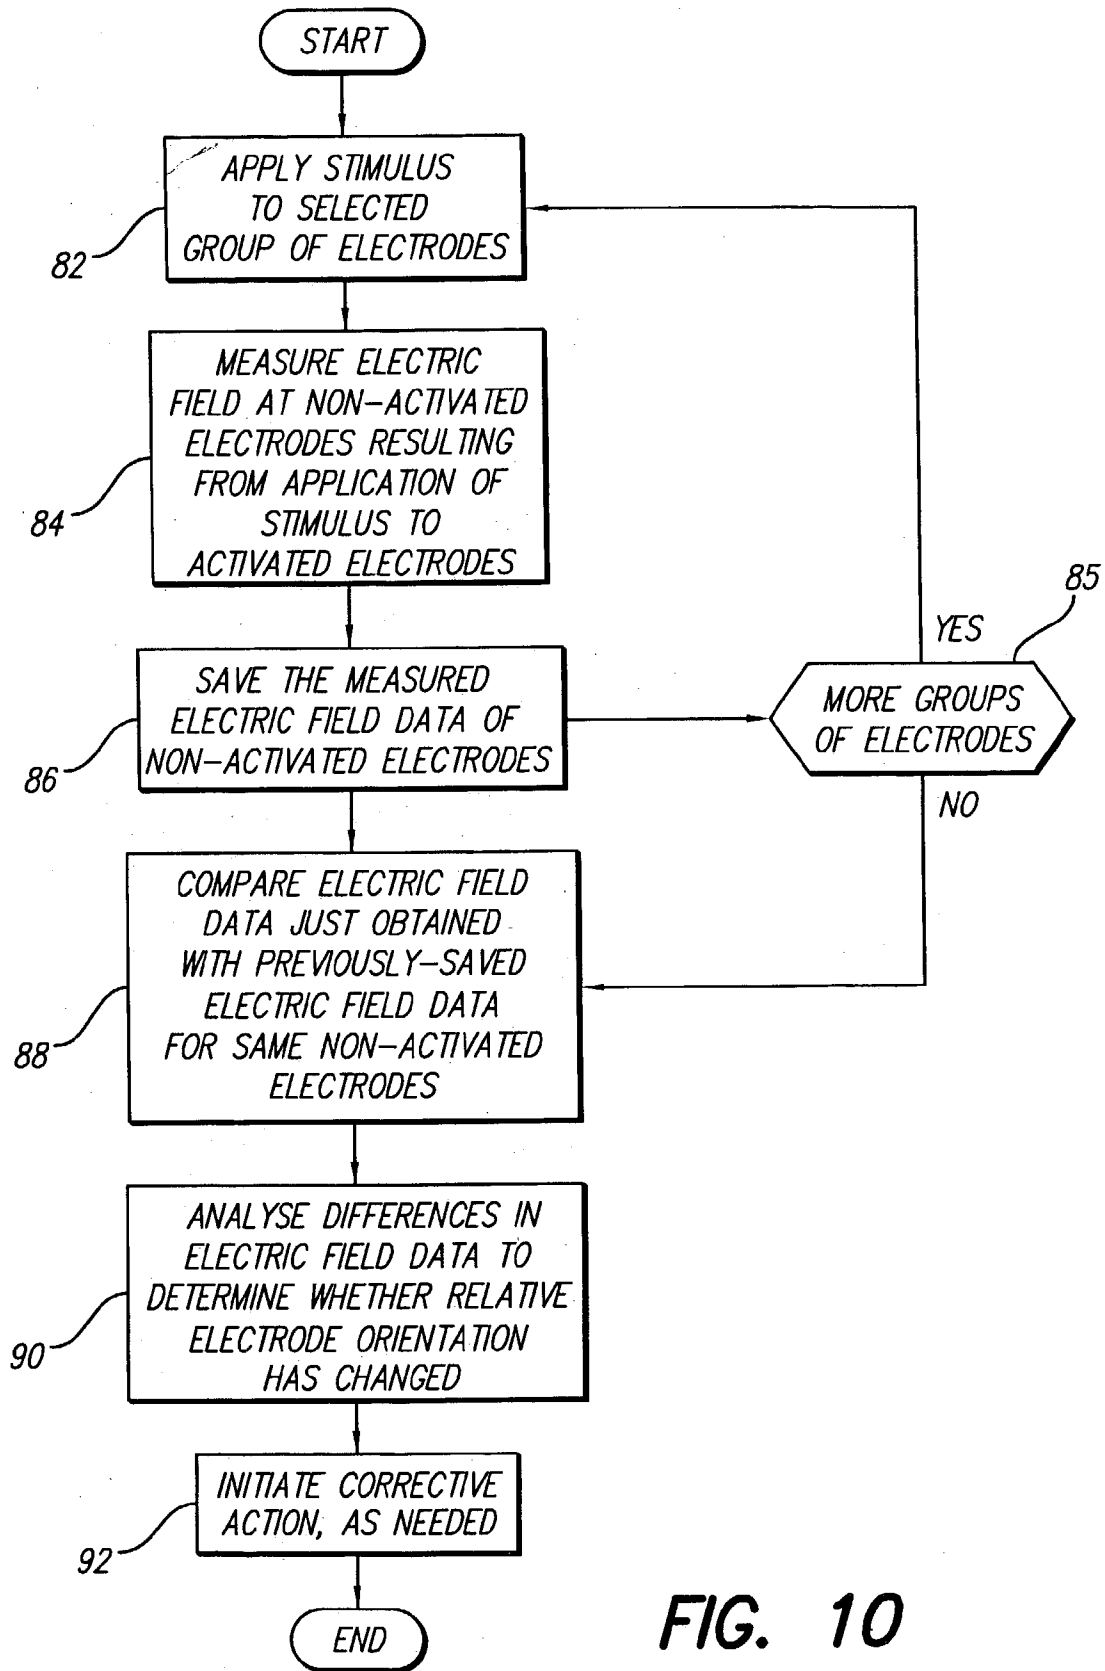 START
APPLY STIMULUS
TO SELECTED
GROUP OF ELECTRODES
82
MEASURE ELECTRIC
FIELD AT NON-ACTIVATED
ELECTRODES RESULTING
FROM APPLICATION OF
STIMULUS TO
ACTIVATED ELECTRODES
84
85
YES
MORE GROUPS
OF ELECTRODES
NO
SAVE THE MEASURED
ELECTRIC FIELD DATA OF
NON-ACTIVATED ELECTRODES
86
COMPARE ELECTRIC FIELD
DATA JUST OBTAINED
WITH PREVIOUSLY-SAVED
ELECTRIC FIELD DATA
FOR SAME NON-ACTIVATED
ELECTRODES
88
ANALYSE DIFFERENCES IN
ELECTRIC FIELD DATA TO
DETERMINE WHETHER RELATIVE
ELECTRODE ORIENTATION
HAS CHANGED
90
INITIATE CORRECTIVE
ACTION, AS NEEDED
92
END
FIG. 10